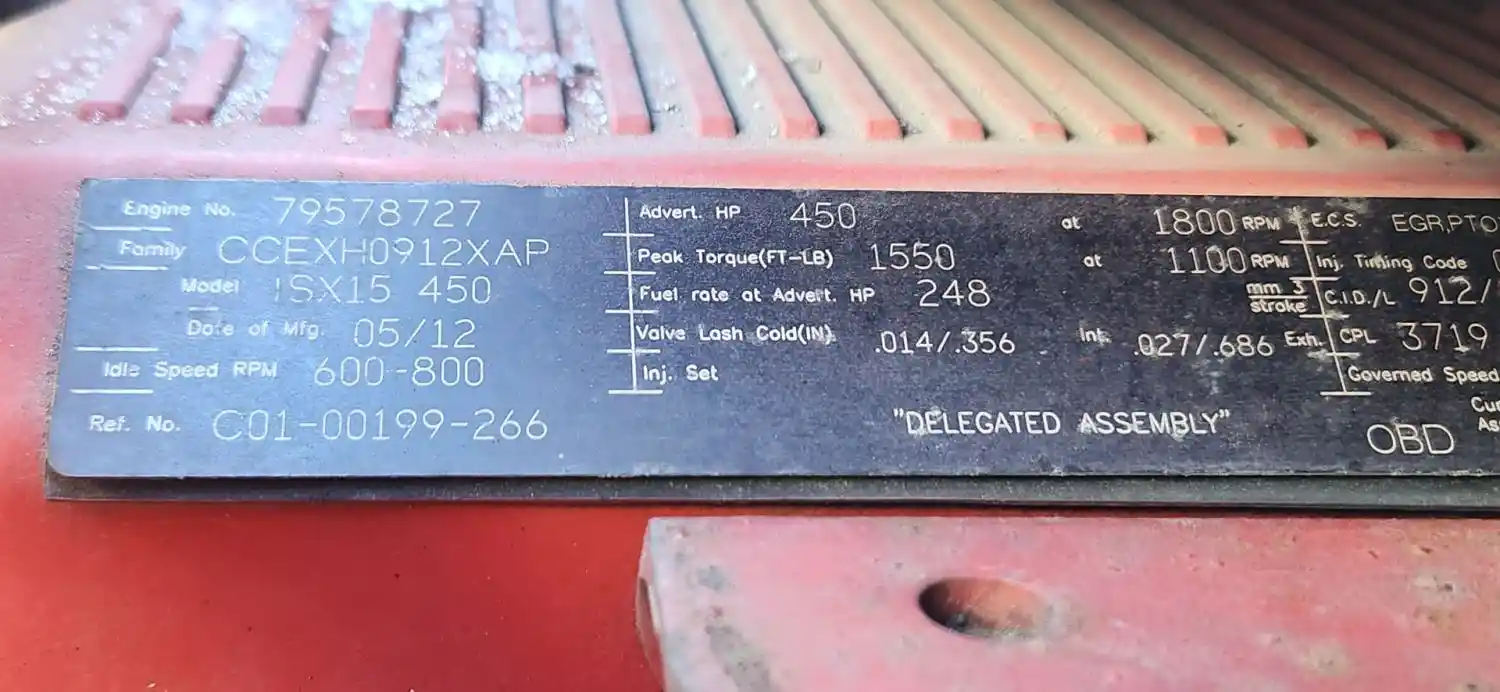 Engine No. 79578727
Family CCEXH0912XAP
Model ISX15 450
Date of Mfg. 05/12
Idle Speed RPM 600-800
Ref. No. C01-00199-266
Advert. HP 450 at 1800 RPM
Peak Torque(FT-LB) 1550 at 1100 RPM
Fuel rate at Advert. HP 248 mm 3 stroke
Valve Lash Cold(IN) .014/.356 Int. .027/.686 Exh.
Inj. Set
"DELEGATED ASSEMBLY"
E.C.S. EGR,PTO
Inj. Timing Code
C.I.D./L 912/
CPL 3719
Governed Speed
OBD